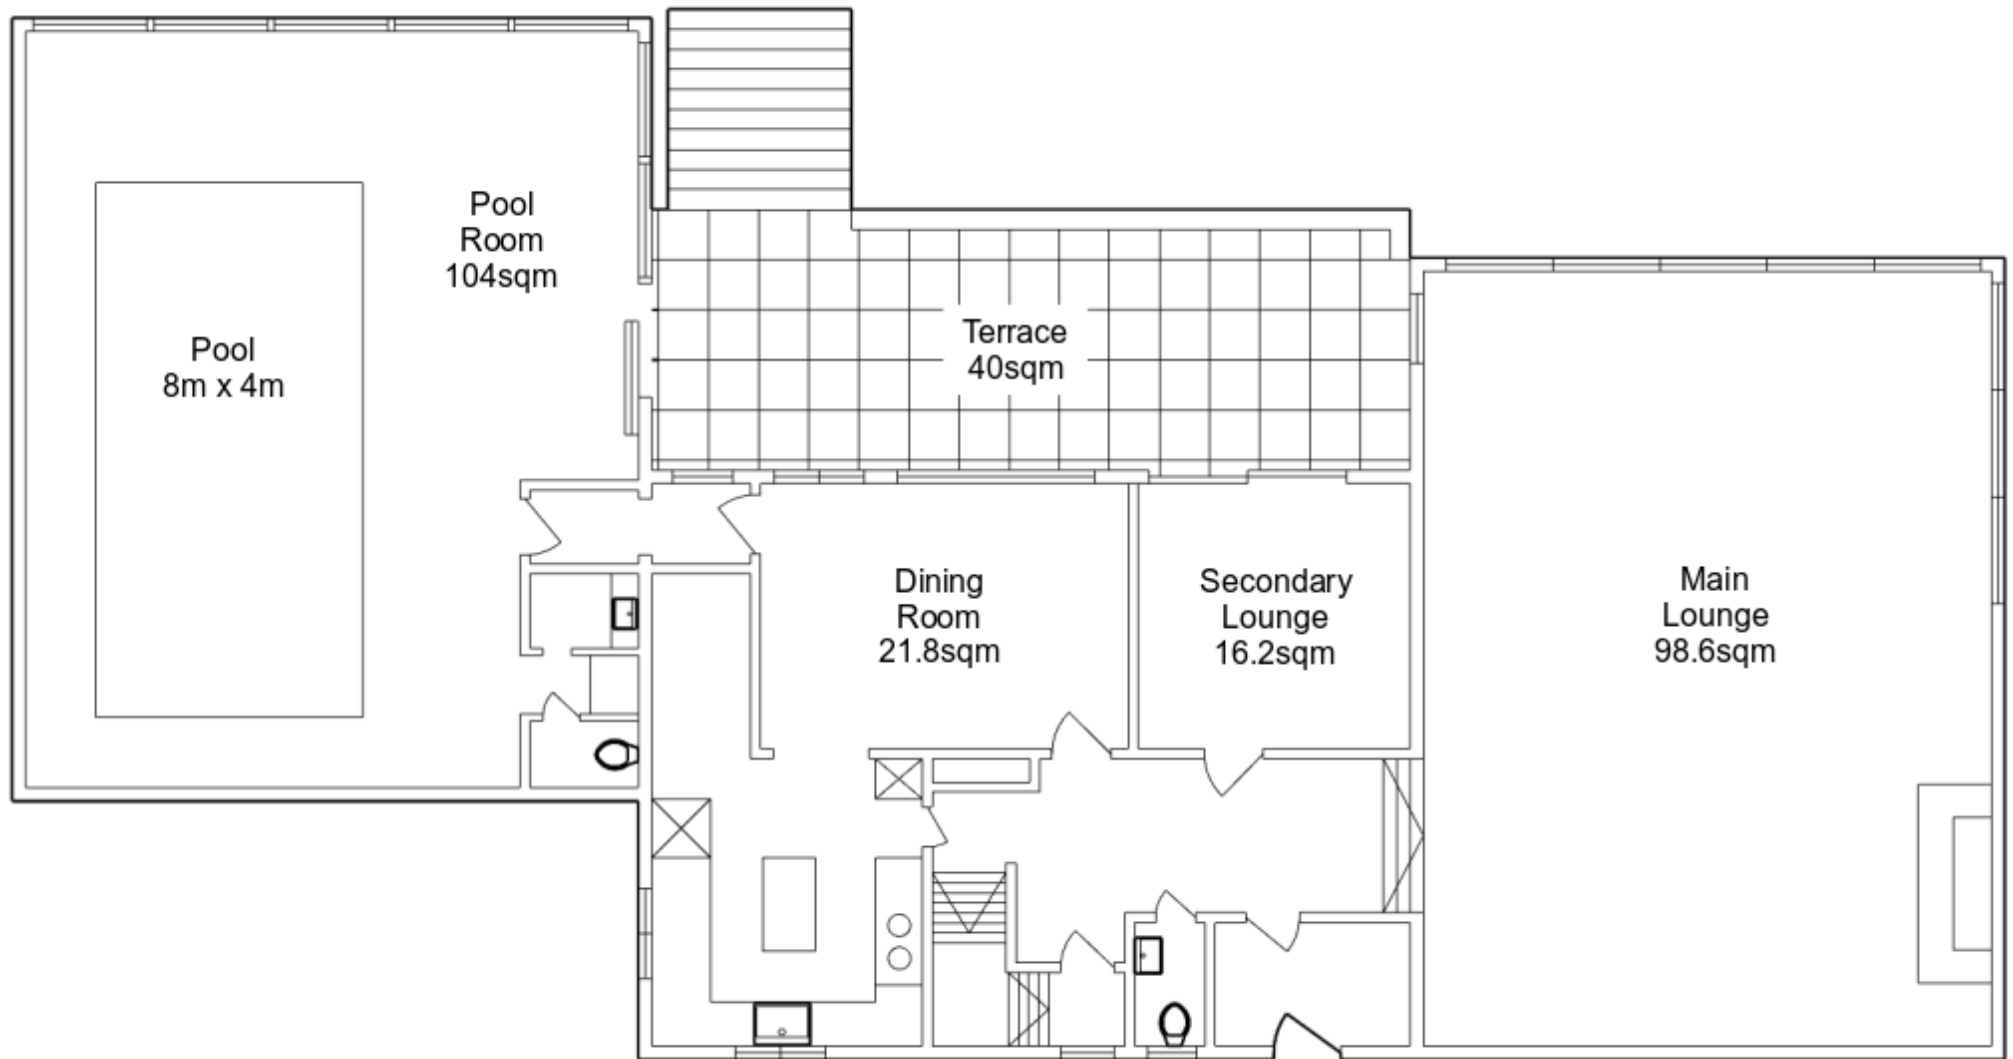 Pool
Room
104sqm
Pool
8m x 4m
Terrace
40sqm
Dining
Room
21.8sqm
Secondary
Lounge
16.2sqm
Main
Lounge
98.6sqm